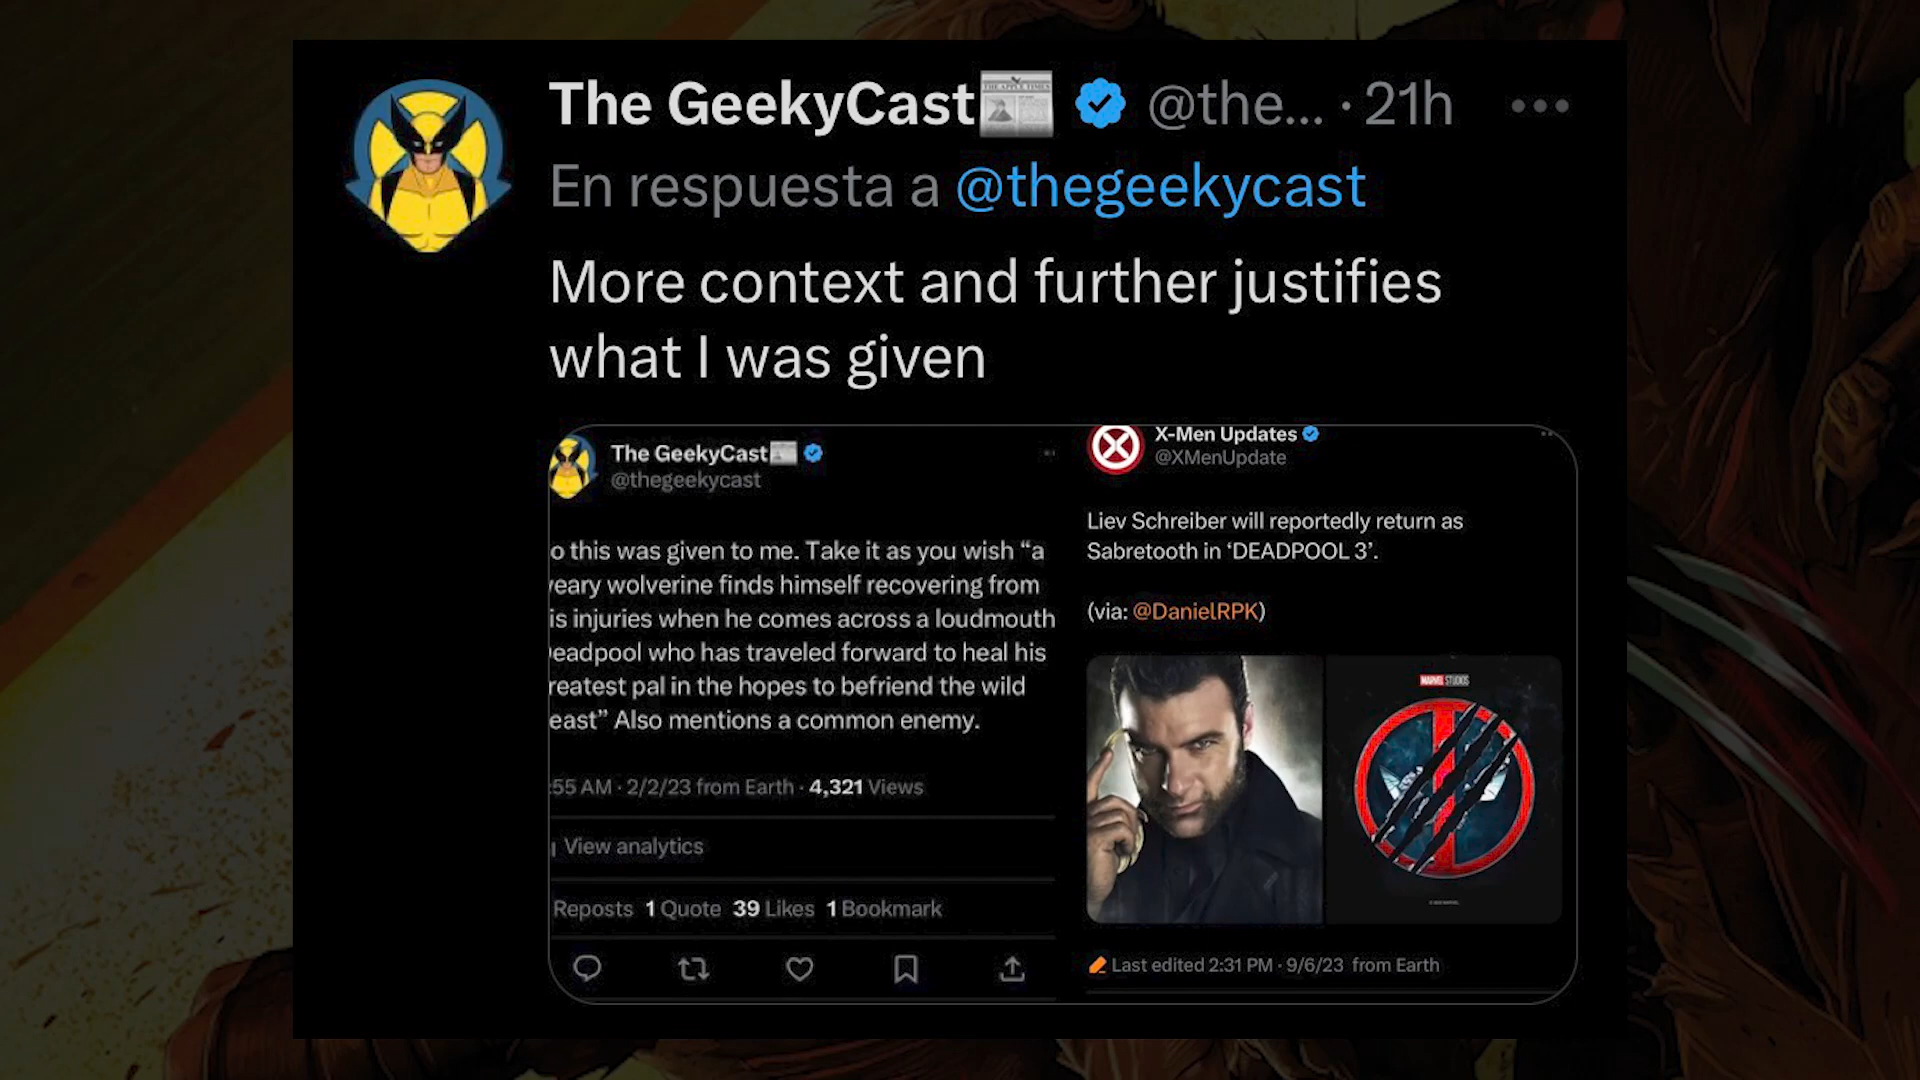 The GeekyCast @the... · 21h
En respuesta a @thegeekycast
More context and further justifies
what I was given
The GeekyCast
@thegeekycast
o this was given to me. Take it as you wish “a
eary wolverine finds himself recovering from
is injuries when he comes across a loudmouth
eadpool who has traveled forward to heal his
reatest pal in the hopes to befriend the wild
east” Also mentions a common enemy.
:55 AM · 2/2/23 from Earth · 4,321 Views
View analytics
Reposts 1 Quote 39 Likes 1 Bookmark
X-Men Updates
@XMenUpdate
Liev Schreiber will reportedly return as
Sabretooth in ‘DEADPOOL 3’.
(via: @DanielRPK)
MARVEL STUDIOS
Last edited 2:31 PM · 9/6/23 from Earth